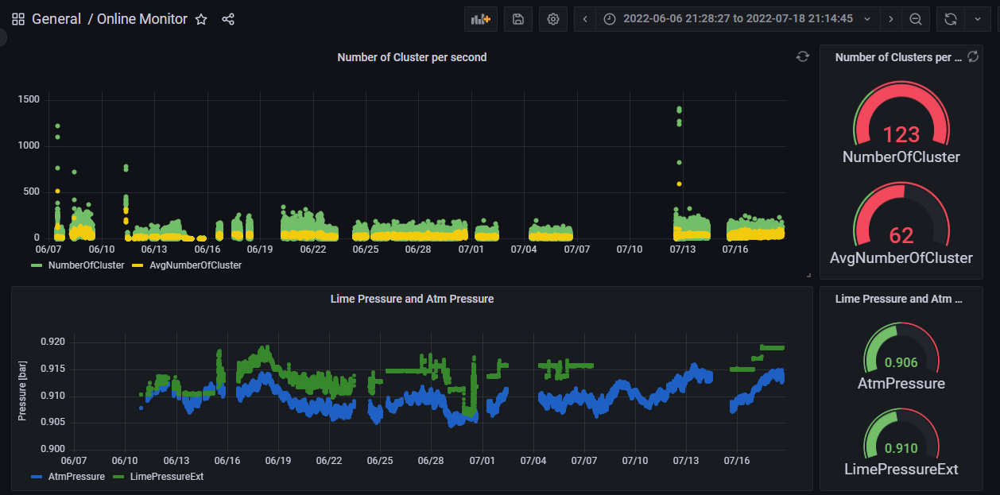 General / Online Monitor
2022-06-06 21:28:27 to 2022-07-18 21:14:45
Number of Cluster per second
1500
1000
500
0
06/07 06/10 06/13 06/16 06/19 06/22 06/25 06/28 07/01 07/04 07/07 07/10 07/13 07/16
NumberOfCluster AvgNumberOfCluster
Number of Clusters per ...
123
NumberOfCluster
62
AvgNumberOfCluster
Lime Pressure and Atm Pressure
Pressure [bar]
0.920
0.915
0.910
0.905
0.900
06/07 06/10 06/13 06/16 06/19 06/22 06/25 06/28 07/01 07/04 07/07 07/10 07/13 07/16
AtmPressure LimePressureExt
Lime Pressure and Atm ...
0.906
AtmPressure
0.910
LimePressureExt